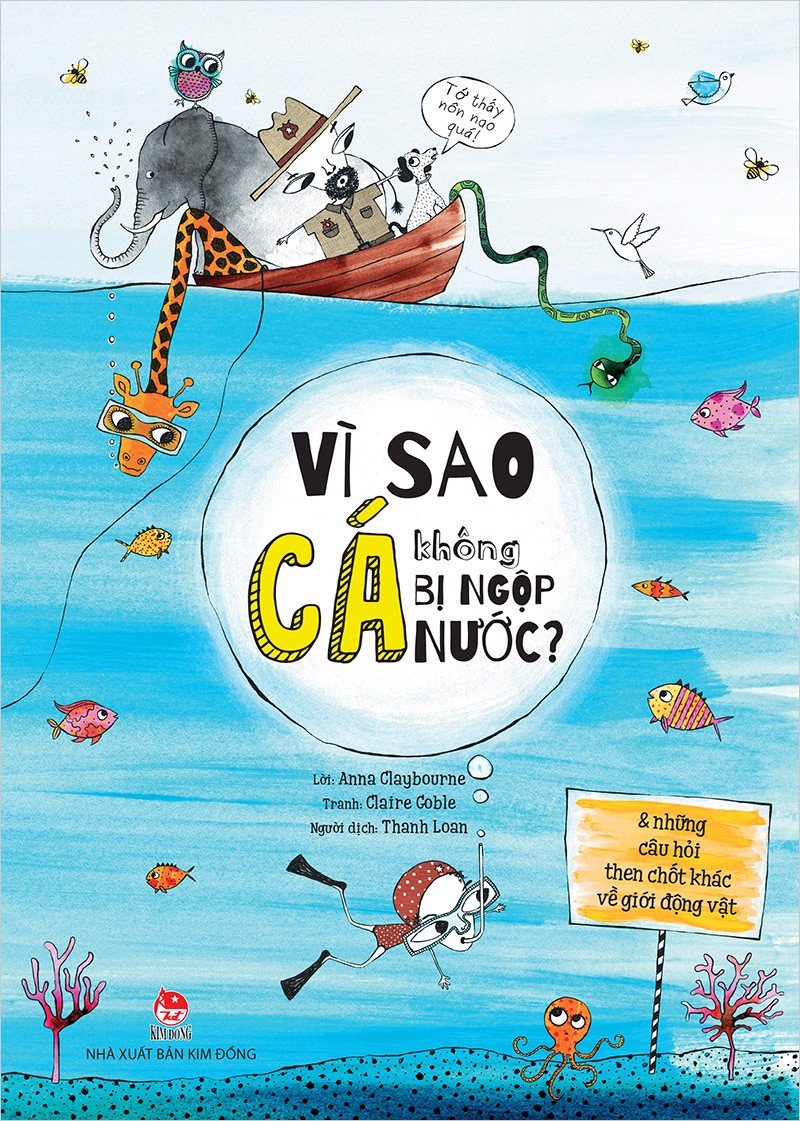 Tớ thấy
nôn nao
quá!
VÌ SAO
CÁ không
BỊ NGỘP
NƯỚC?
Lời: Anna Claybourne
Tranh: Claire Goble
Người dịch: Thanh Loan
& những
câu hỏi
then chốt khác
về giới động vật
KIM ĐỒNG
NHÀ XUẤT BẢN KIM ĐỒNG